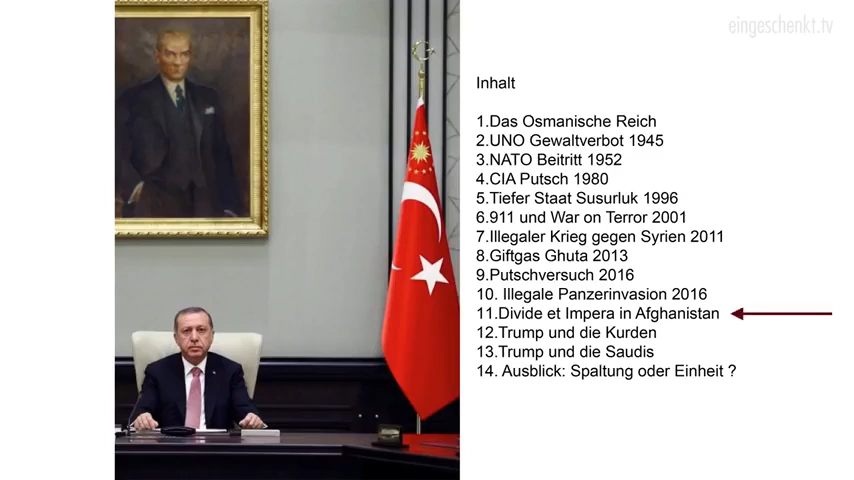 eingeschenkt.tv
Inhalt
1.Das Osmanische Reich
2.UNO Gewaltverbot 1945
3.NATO Beitritt 1952
4.CIA Putsch 1980
5.Tiefer Staat Susurluk 1996
6.911 und War on Terror 2001
7.Illegaler Krieg gegen Syrien 2011
8.Giftgas Ghuta 2013
9.Putschversuch 2016
10. Illegale Panzerinvasion 2016
11.Divide et Impera in Afghanistan
12.Trump und die Kurden
13.Trump und die Saudis
14. Ausblick: Spaltung oder Einheit ?